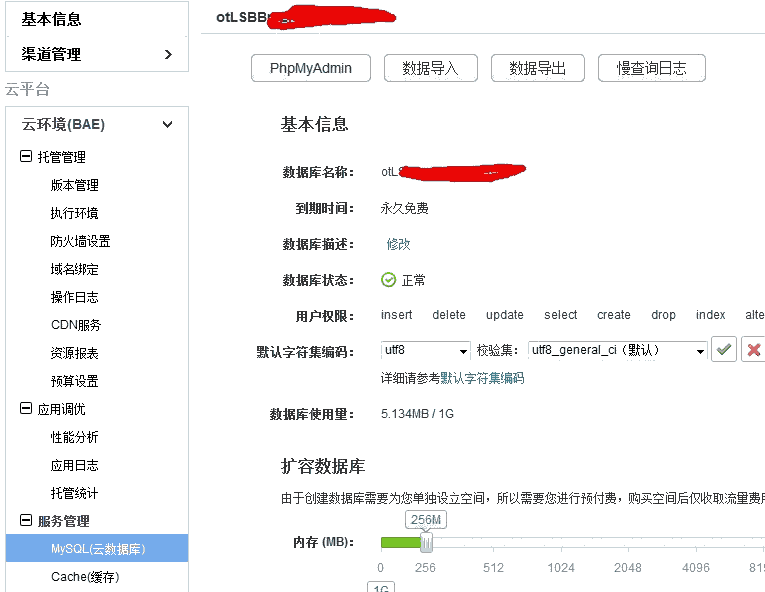 基本信息
渠道管理
云平台
云环境(BAE)
托管管理
版本管理
执行环境
防火墙设置
域名绑定
操作日志
CDN服务
资源报表
预算设置
应用调优
性能分析
应用日志
托管统计
服务管理
MySQL(云数据库)
Cache(缓存)
otLSBB
PhpMyAdmin 数据导入 数据导出 慢查询日志
基本信息
数据库名称: otL
到期时间: 永久免费
数据库描述: 修改
数据库状态: 正常
用户权限: insert delete update select create drop index alte
默认字符集编码: utf8 校验集: utf8_general_ci (默认)
详细请参考默认字符集编码
数据库使用量: 5.134MB / 1G
扩容数据库
由于创建数据库需要为您单独设立空间，所以需要您进行预付费，购买空间后仅收取流量费用
256M
内存 (MB):
0 256 512 1024 2048 4096 819
1G